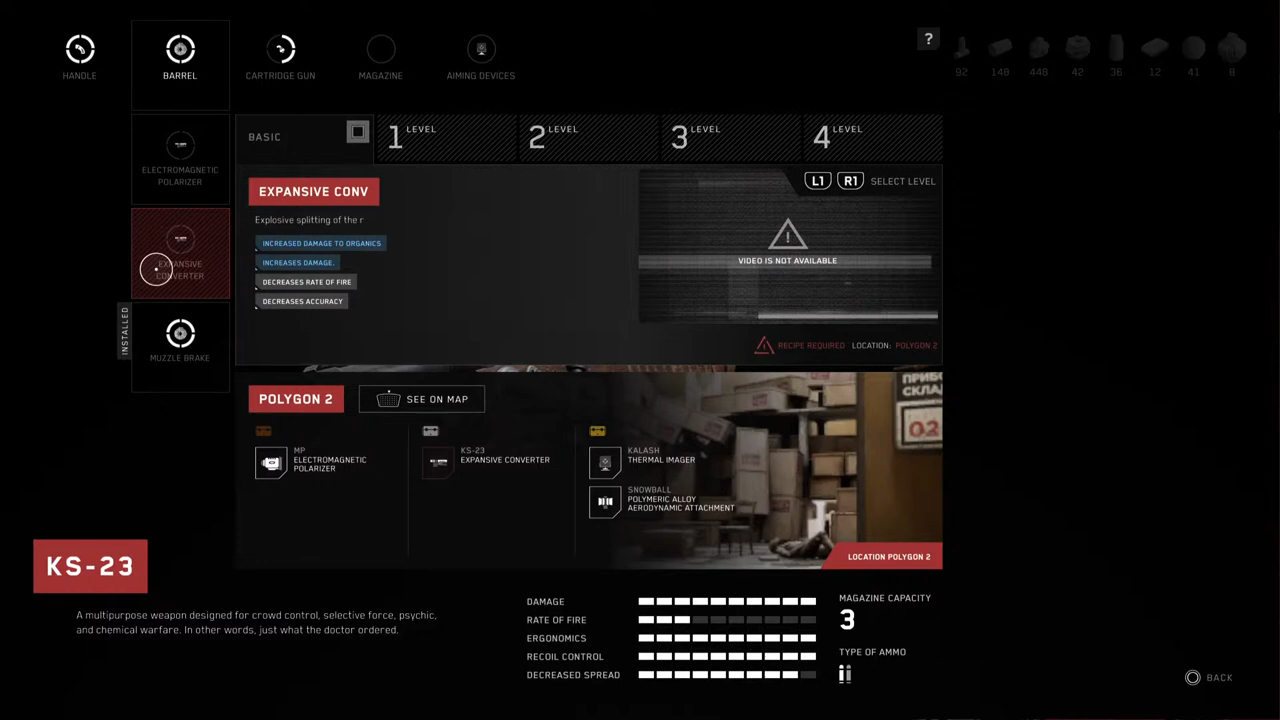 HANDLE
BARREL
CARTRIDGE GUN
MAGAZINE
AIMING DEVICES
?
92
148
448
42
36
12
41
8
ELECTROMAGNETIC
POLARIZER
EXPANSIVE
CONVERTER
INSTALLED
MUZZLE BRAKE
BASIC
1 LEVEL
2 LEVEL
3 LEVEL
4 LEVEL
EXPANSIVE CONV
Explosive splitting of the r
INCREASED DAMAGE TO ORGANICS
INCREASES DAMAGE.
DECREASES RATE OF FIRE
DECREASES ACCURACY
L1 R1 SELECT LEVEL
VIDEO IS NOT AVAILABLE
RECIPE REQUIRED LOCATION: POLYGON 2
POLYGON 2
SEE ON MAP
MP
ELECTROMAGNETIC
POLARIZER
KS-23
EXPANSIVE CONVERTER
KALASH
THERMAL IMAGER
SNOWBALL
POLYMERIC ALLOY
AERODYNAMIC ATTACHMENT
ПРИБО
СКЛА
02
LOCATION POLYGON 2
KS-23
A multipurpose weapon designed for crowd control, selective force, psychic,
and chemical warfare. In other words, just what the doctor ordered.
DAMAGE
RATE OF FIRE
ERGONOMICS
RECOIL CONTROL
DECREASED SPREAD
MAGAZINE CAPACITY
3
TYPE OF AMMO
BACK